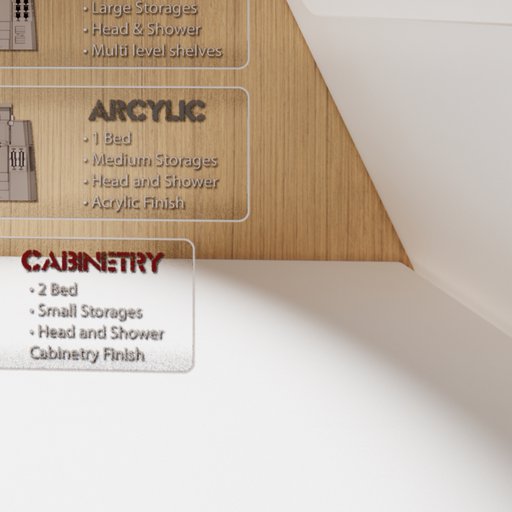 • Large Storages
• Head & Shower
• Multi level shelves
ARCYLIC
• 1 Bed
• Medium Storages
• Head and Shower
• Acrylic Finish
CABINETRY
• 2 Bed
• Small Storages
• Head and Shower
Cabinetry Finish